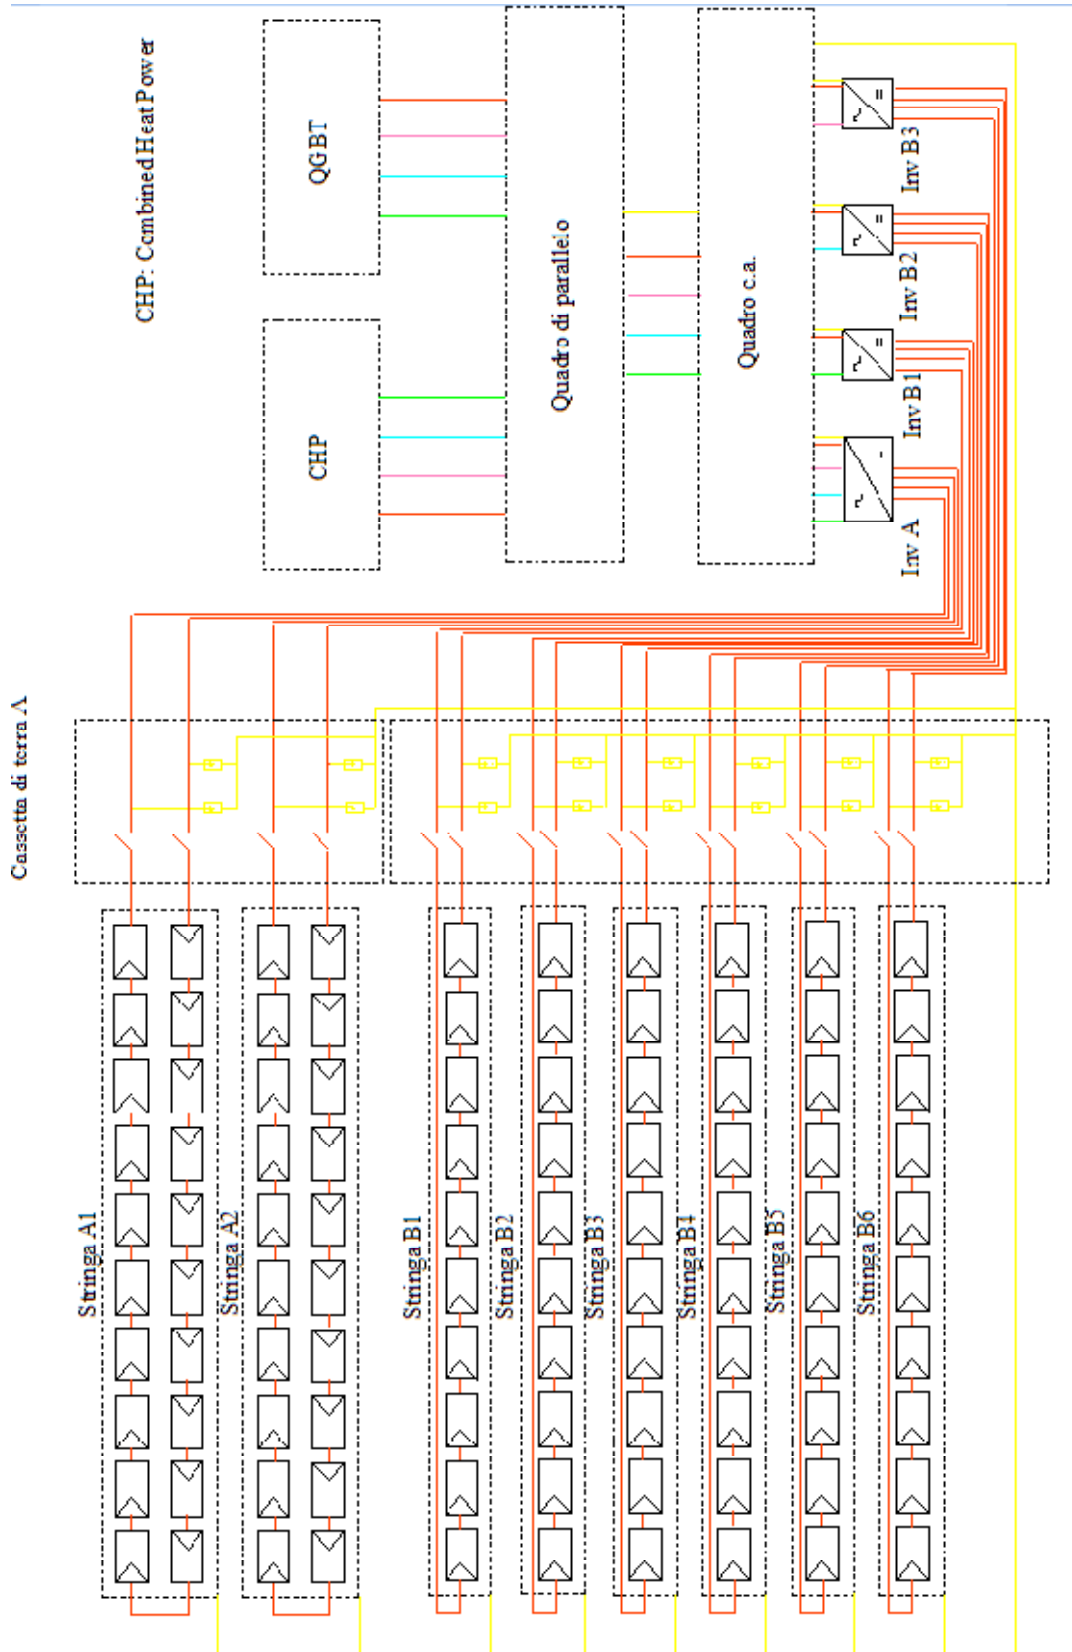 CHP: Combined Heat Power
QGBT
CHP
Quadro di parallelo
Quadro c.a.
Inv B3
Inv B2
Inv B1
Inv A
Cassetta di terra A
Stringa A1
Stringa A2
Stringa B1
Stringa B2
Stringa B3
Stringa B4
Stringa B5
Stringa B6